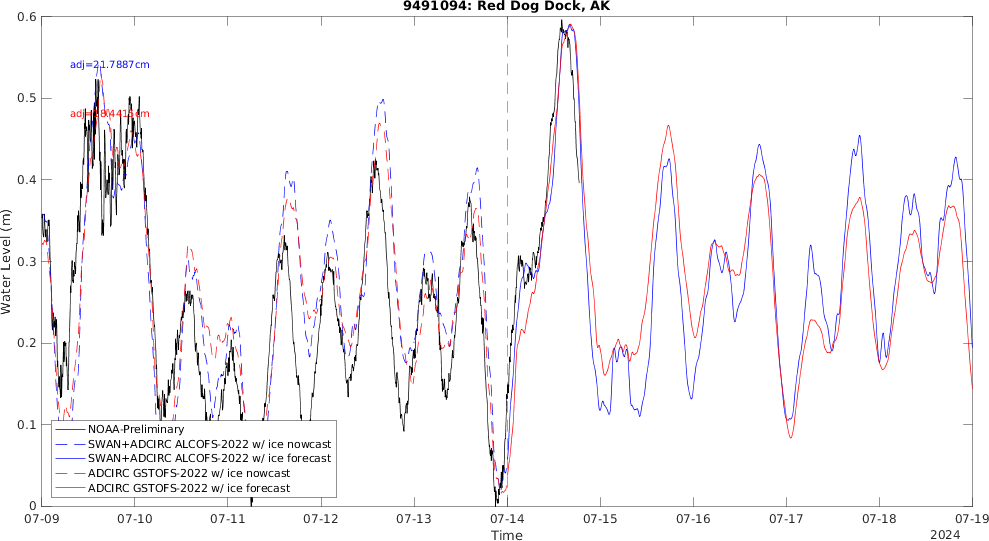 9491094: Red Dog Dock, AK
0.6
0.5
0.4
0.3
0.2
0.1
0
Water Level (m)
adj=21.7887cm
NOAA-Preliminary
SWAN+ADCIRC ALCOFS-2022 w/ ice nowcast
SWAN+ADCIRC ALCOFS-2022 w/ ice forecast
ADCIRC GSTOFS-2022 w/ ice nowcast
ADCIRC GSTOFS-2022 w/ ice forecast
07-09 07-10 07-11 07-12 07-13 07-14 07-15 07-16 07-17 07-18 07-19
Time
2024